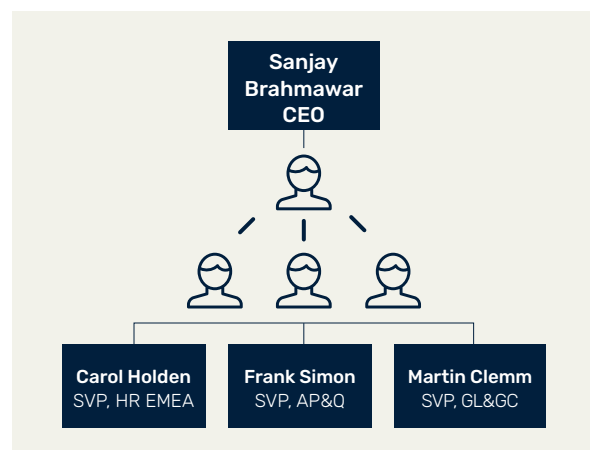 Sanjay
Brahmawar
CEO
Carol Holden
SVP, HR EMEA
Frank Simon
SVP, AP&Q
Martin Clemm
SVP, GL&GC